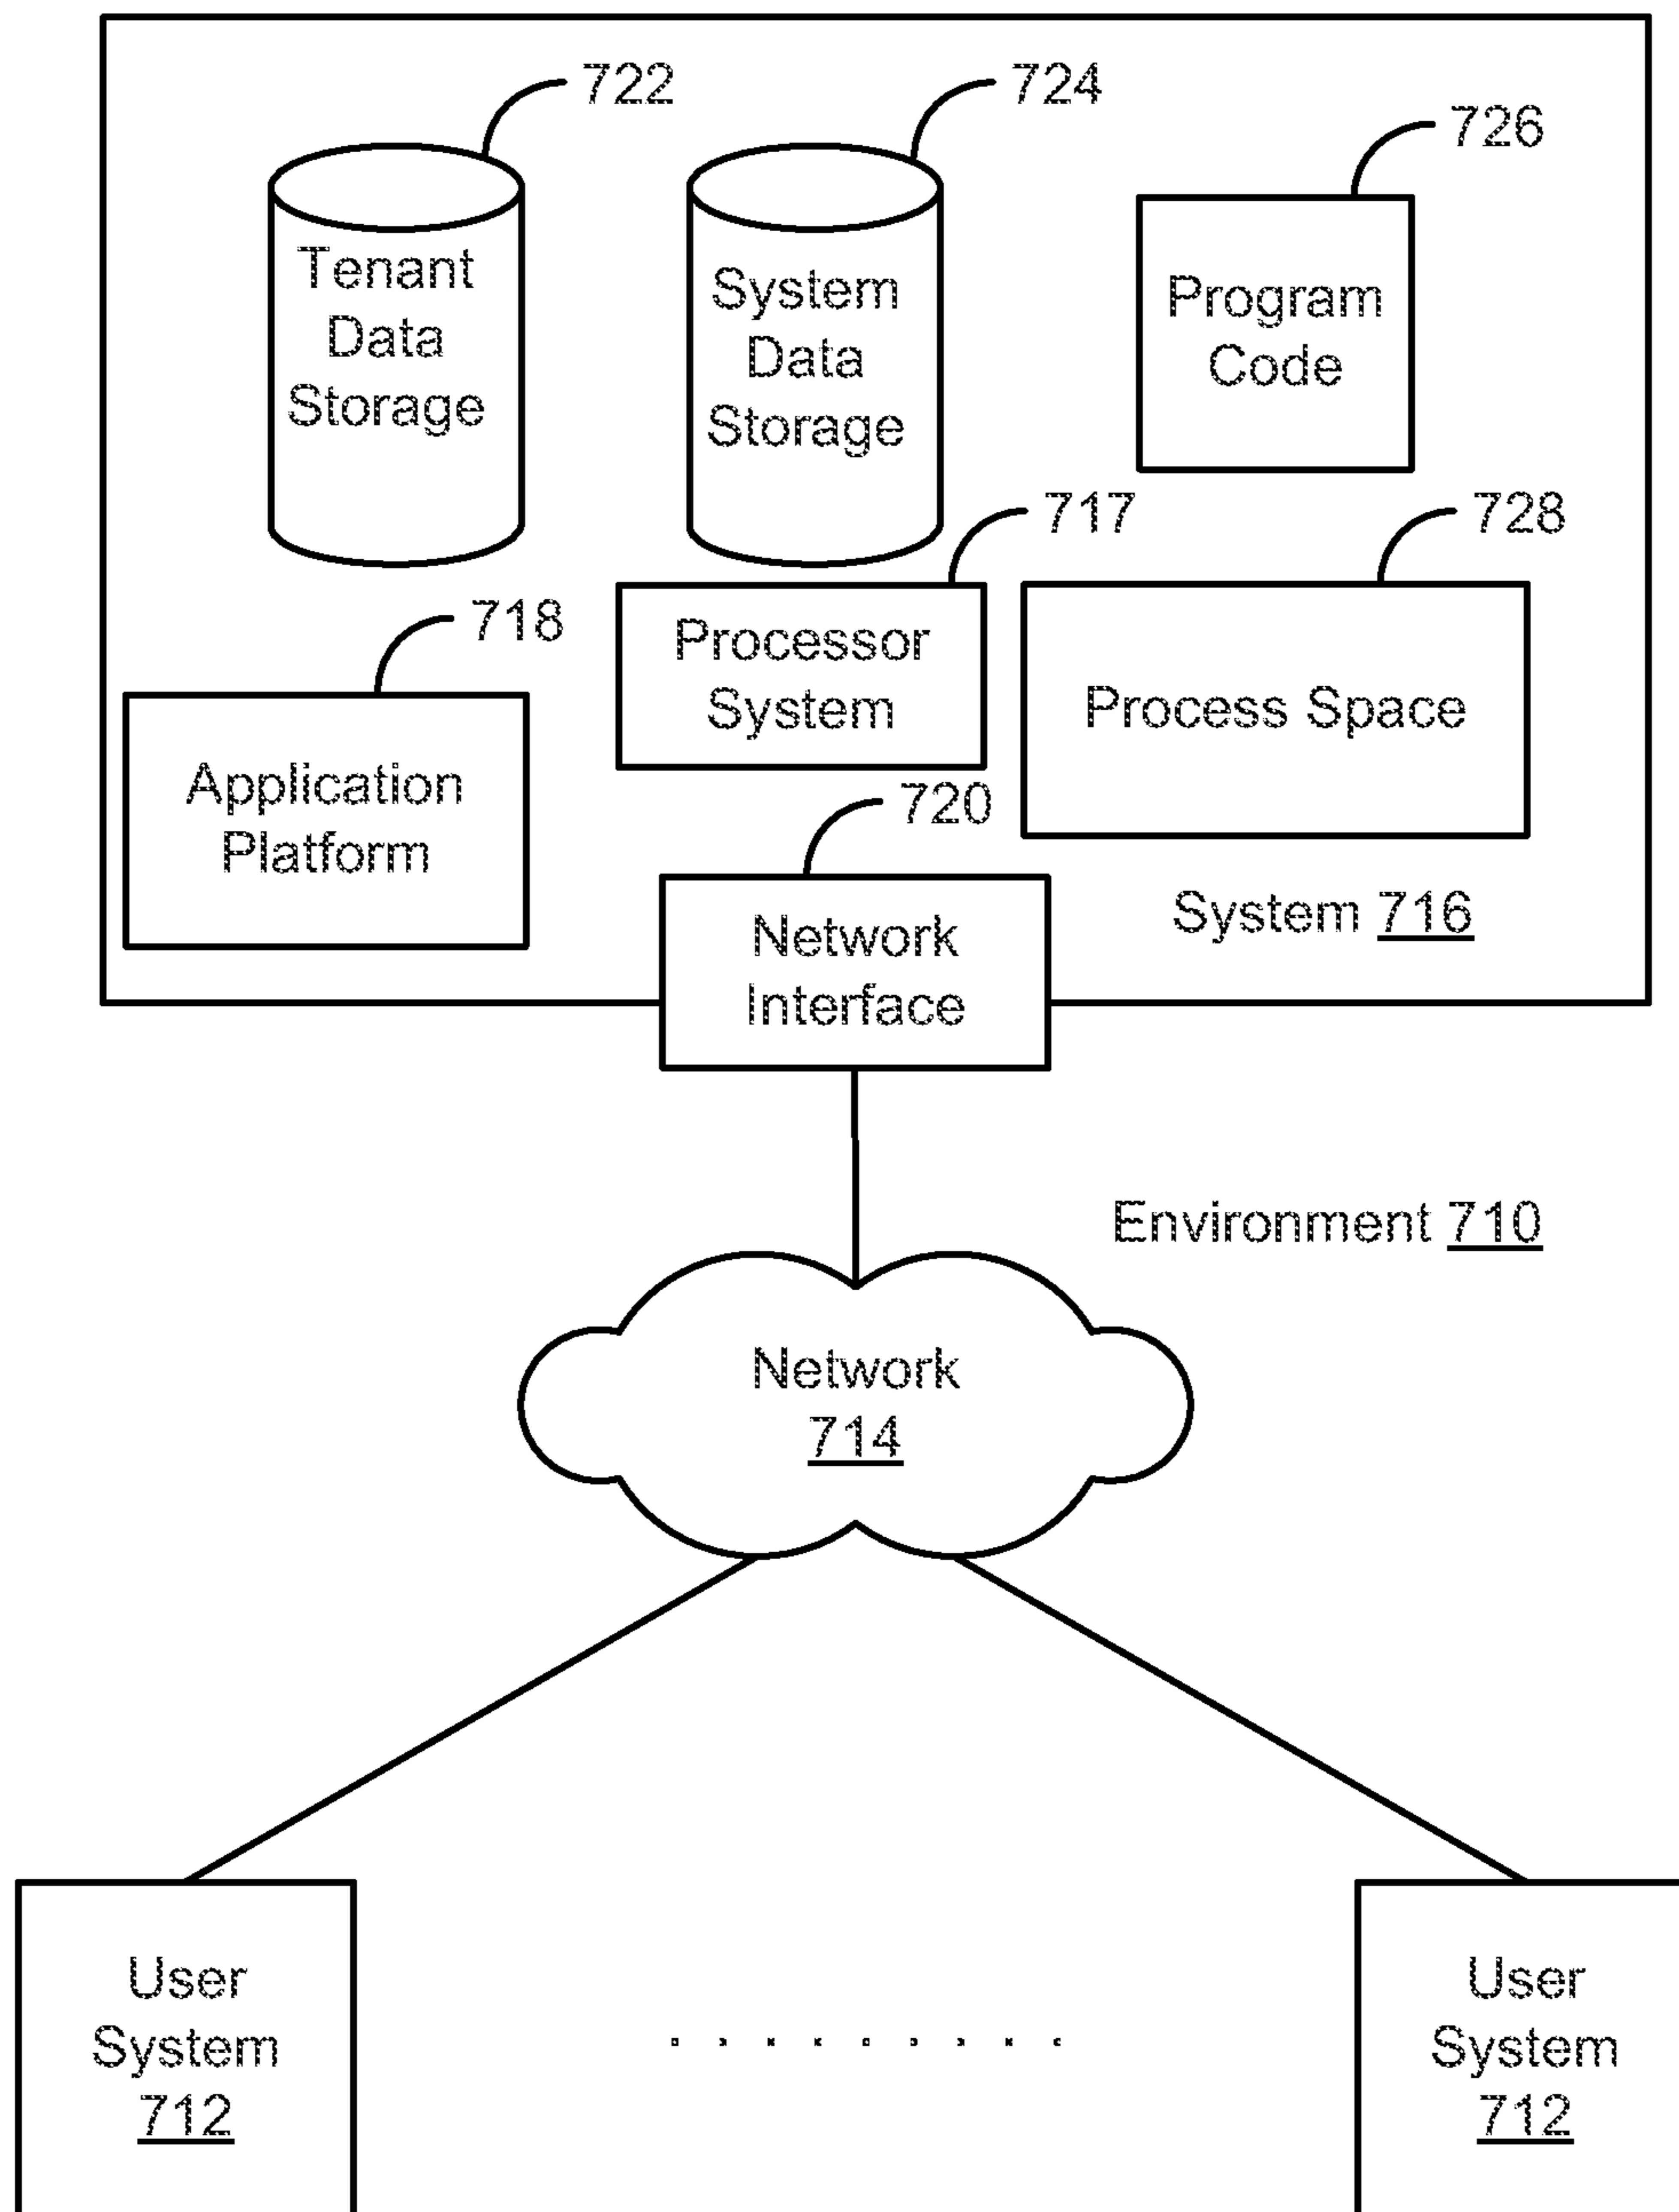 722
724
726
Tenant
Data
Storage
System
Data
Storage
Program
Code
717
728
718
Processor
System
Process Space
Application
Platform
720
System 716
Network
Interface
Environment 710
Network
714
User
System
712
User
System
712